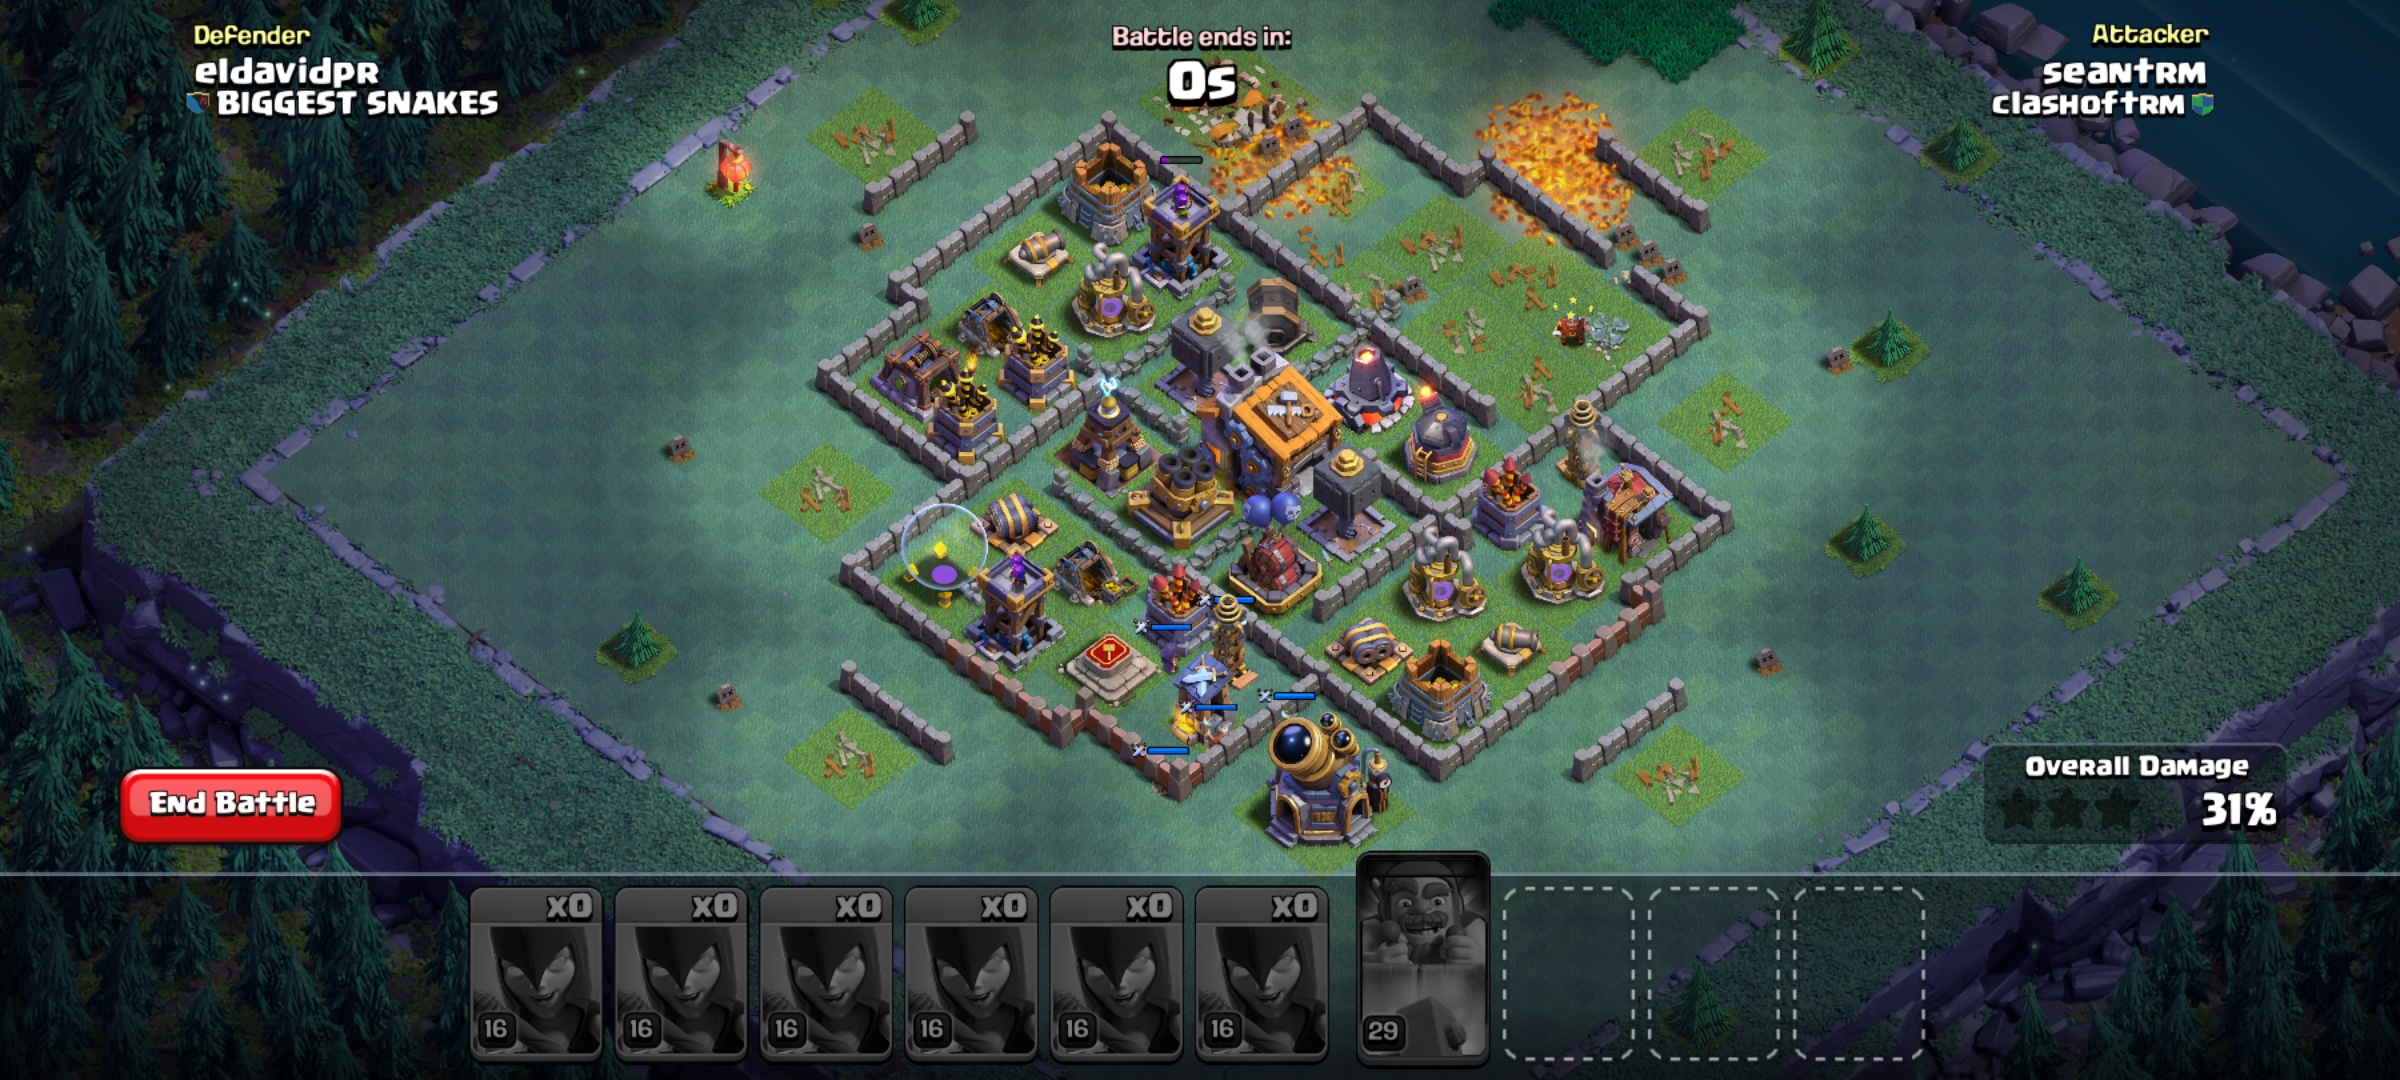 Defender
eldavidpr
BIGGEST SNAKES
Battle ends in:
0s
Attacker
seantRM
clashoftRM
End Battle
Overall Damage
31%
x0
x0
x0
x0
x0
x0
16
16
16
16
16
16
29